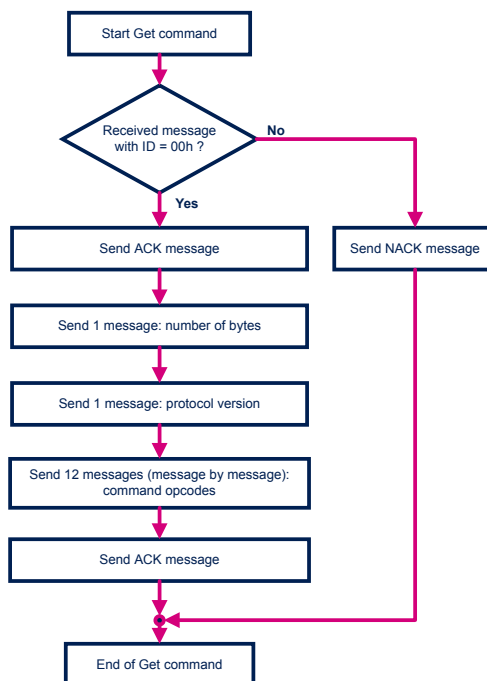 Start Get command
Received message
with ID = 00h ?
No
Yes
Send ACK message
Send NACK message
Send 1 message: number of bytes
Send 1 message: protocol version
Send 12 messages (message by message):
command opcodes
Send ACK message
End of Get command